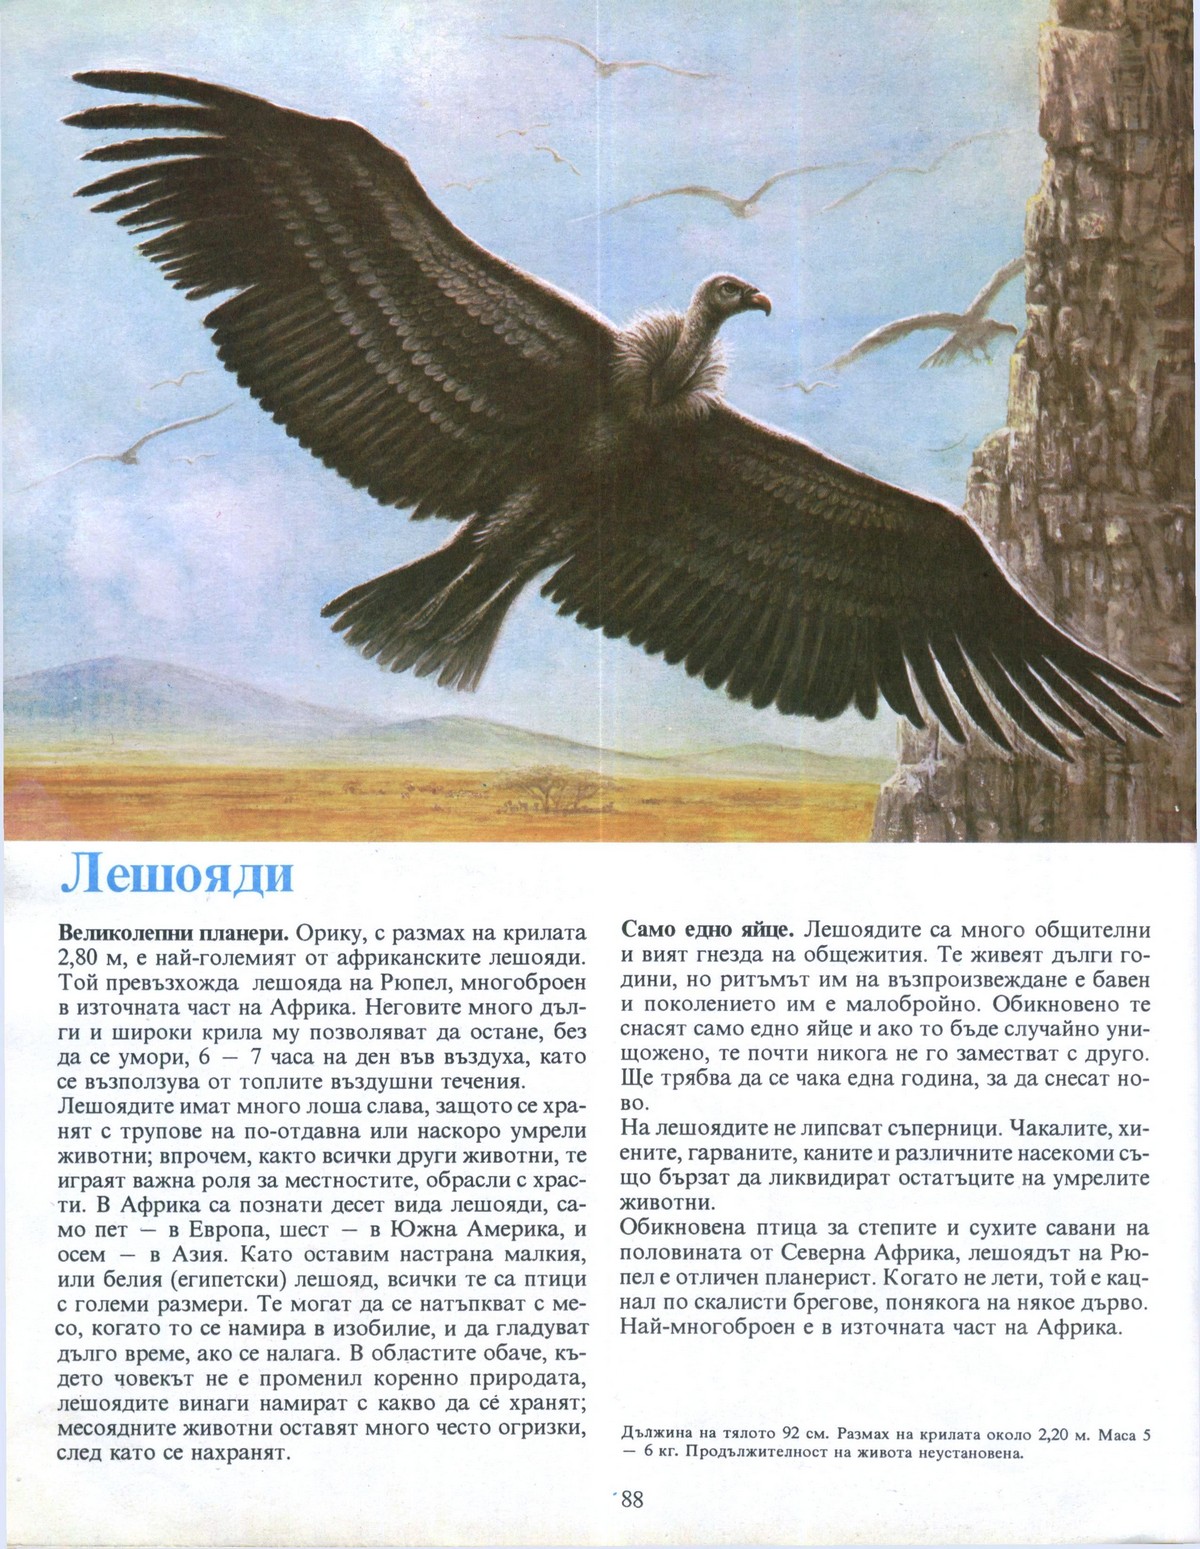 Лешояди
Великолепни планери. Орику, с размах на крилата
2,80 м, е най-големият от африканските лешояди.
Той превъзхожда лешояда на Рюпел, многоброен
в източната част на Африка. Неговите много дъл-
ги и широки крила му позволяват да остане, без
да се умори, 6 — 7 часа на ден във въздуха, като
се възползува от топлите въздушни течения.
Лешоядите имат много лоша слава, защото се хра-
нят с трупове на по-отдавна или наскоро умрели
животни; впрочем, както всички други животни, те
играят важна роля за местностите, обрасли с храс-
ти. В Африка са познати десет вида лешояди, са-
мо пет — в Европа, шест — в Южна Америка, и
осем — в Азия. Като оставим настрана малкия,
или белия (египетски) лешояд, всички те са птици
с големи размери. Те могат да се натъпкват с ме-
со, когато то се намира в изобилие, и да гладуват
дълго време, ако се налага. В областите обаче, къ-
дето човекът не е променил коренно природата,
лешоядите винаги намират с какво да се хранят;
месоядните животни оставят много често огризки,
след като се нахранят.
Само едно яйце. Лешоядите са много общителни
и вият гнезда на общежития. Те живеят дълги го-
дини, но ритъмът им на възпроизвеждане е бавен
и поколението им е малобройно. Обикновено те
снасят само едно яйце и ако то бъде случайно уни-
щожено, те почти никога не го заместват с друго.
Ще трябва да се чака една година, за да снесат но-
во.
На лешоядите не липсват съперници. Чакалите, хи-
ените, гарваните, каните и различните насекоми съ-
що бързат да ликвидират остатъците на умрелите
животни.
Обикновена птица за степите и сухите савани на
половината от Северна Африка, лешоядът на Рю-
пел е отличен планерист. Когато не лети, той е кац-
нал по скалисти брегове, понякога на някое дърво.
Най-многоброен е в източната част на Африка.
Дължина на тялото 92 см. Размах на крилата около 2,20 м. Маса 5
— 6 кг. Продължителност на живота неустановена.
88